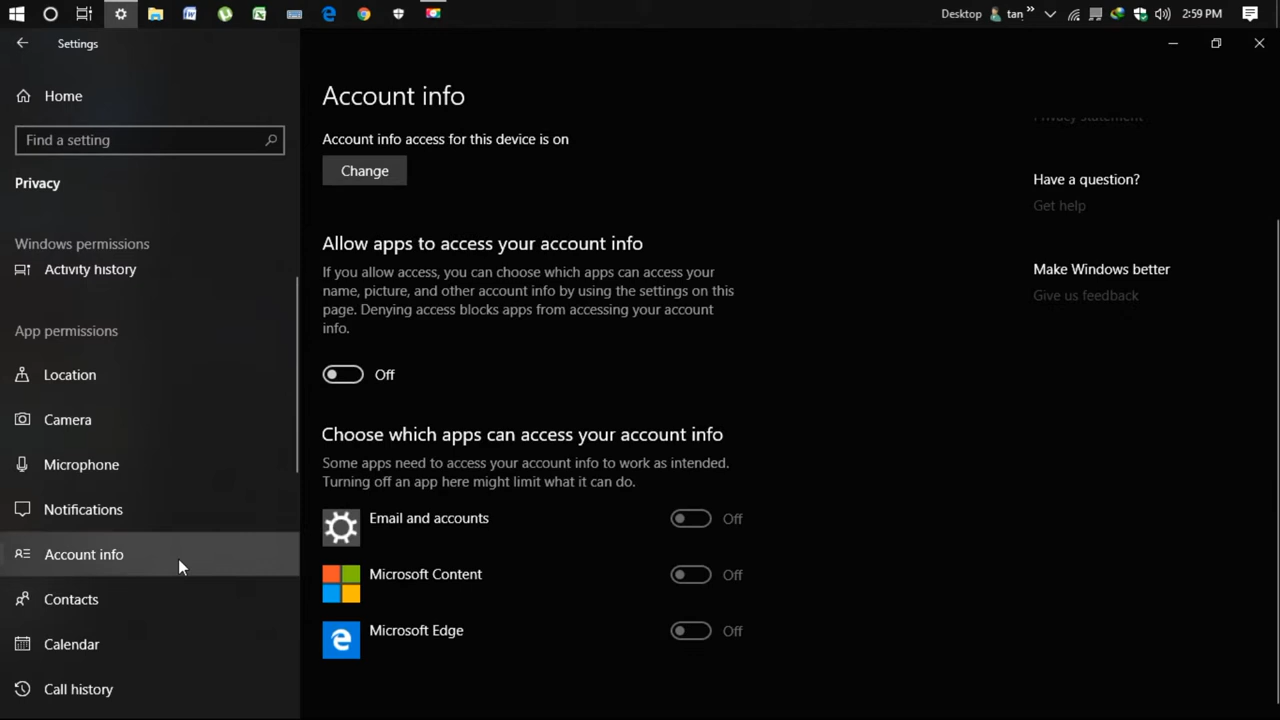 Desktop tan » 2:59 PM
Settings
Home
Find a setting
Privacy
Windows permissions
Activity history
App permissions
Location
Camera
Microphone
Notifications
Account info
Contacts
Calendar
Call history
Account info
Account info access for this device is on
Change
Allow apps to access your account info
If you allow access, you can choose which apps can access your
name, picture, and other account info by using the settings on this
page. Denying access blocks apps from accessing your account
info.
Off
Choose which apps can access your account info
Some apps need to access your account info to work as intended.
Turning off an app here might limit what it can do.
Email and accounts Off
Microsoft Content Off
Microsoft Edge Off
Privacy statement
Have a question?
Get help
Make Windows better
Give us feedback